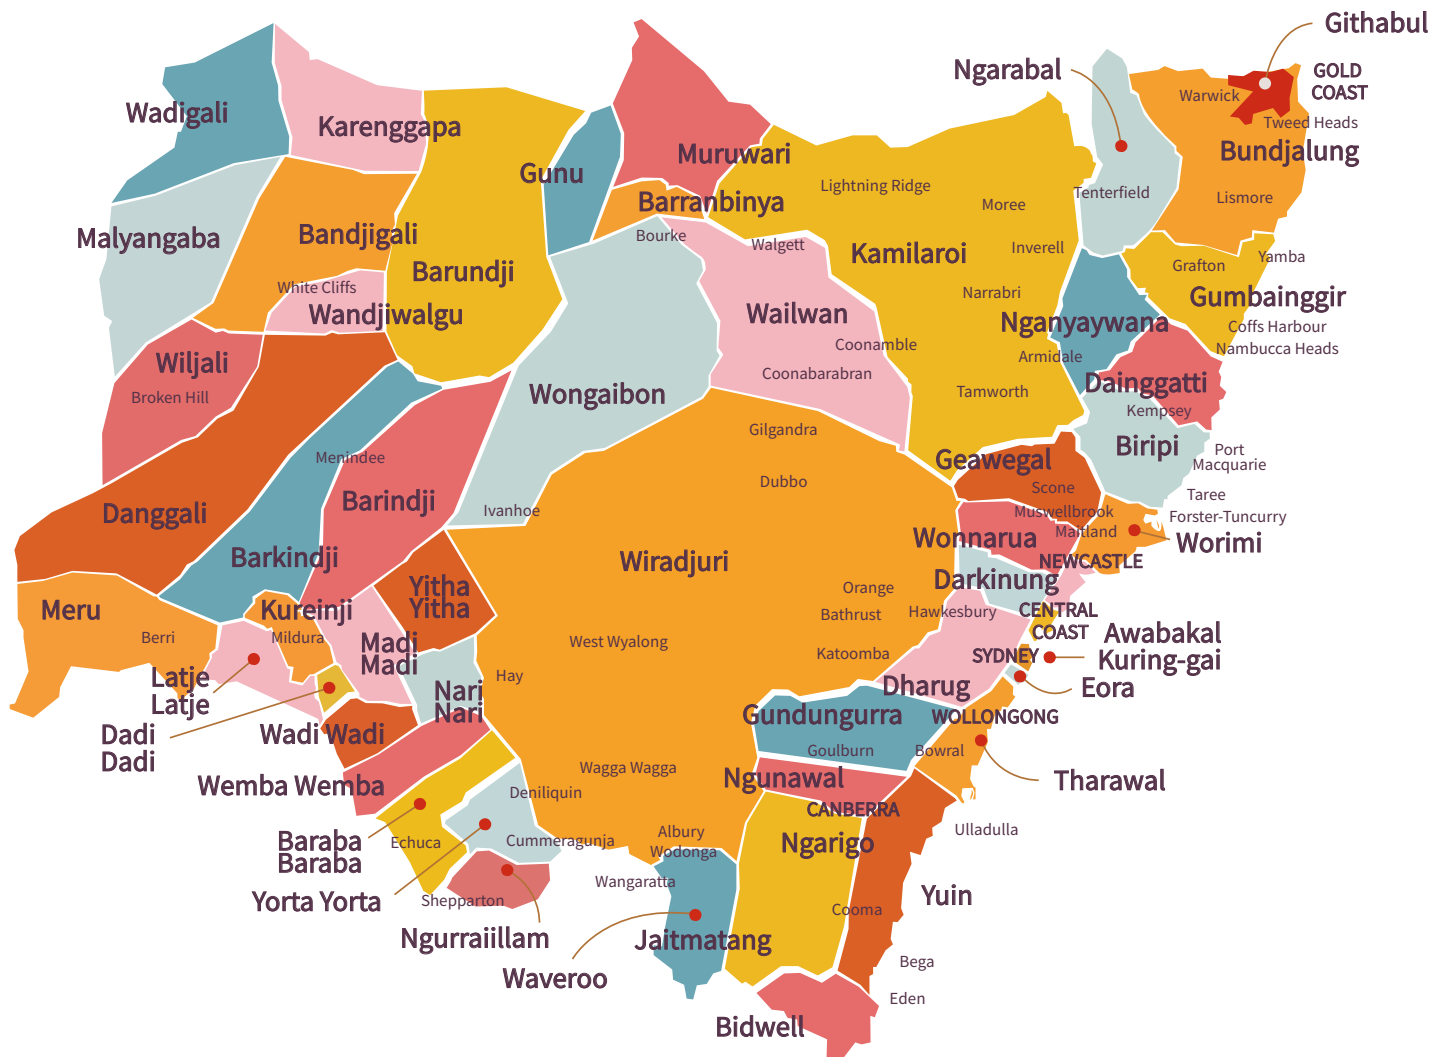 Githabul
Ngarabal
GOLD
COAST
Warwick
Wadigali
Karenggapa
Tweed Heads
Muruwari
Bundjalung
Gunu
Lightning Ridge
Tenterfield
Lismore
Barranbinya
Moree
Malyangaba
Bandjigali
Bourke
Walgett
Kamilaroi
Inverell
Yamba
Grafton
Barundji
White Cliffs
Narrabri
Gumbainggir
Wandjiwalgu
Wailwan
Nganyaywana
Coffs Harbour
Coonamble
Nambucca Heads
Wiljali
Armidale
Coonabarabran
Dainggatti
Broken Hill
Wongaibon
Tamworth
Kempsey
Gilgandra
Biripi
Port
Macquarie
Menindee
Geawegal
Dubbo
Scone
Taree
Barindji
Danggali
Ivanhoe
Muswellbrook
Forster-Tuncurry
Maitland
Wonnarua
Worimi
Barkindji
Wiradjuri
NEWCASTLE
Darkinung
Yitha
Yitha
Orange
Meru
Kureinji
Bathrust
Hawkesbury
CENTRAL
COAST
Berri
Mildura
Madi
Madi
West Wyalong
Awabakal
Kuring-gai
Katoomba
SYDNEY
Latje
Latje
Hay
Dharug
Eora
Nari
Nari
Gundungurra
WOLLONGONG
Dadi
Dadi
Wadi Wadi
Goulburn
Bowral
Wagga Wagga
Ngunawal
Tharawal
Wemba Wemba
Deniliquin
CANBERRA
Baraba
Baraba
Echuca
Cummeragunja
Albury
Wodonga
Ngarigo
Ulladulla
Yorta Yorta
Shepparton
Wangaratta
Cooma
Yuin
Ngurraiillam
Jaitmatang
Waveroo
Bega
Eden
Bidwell